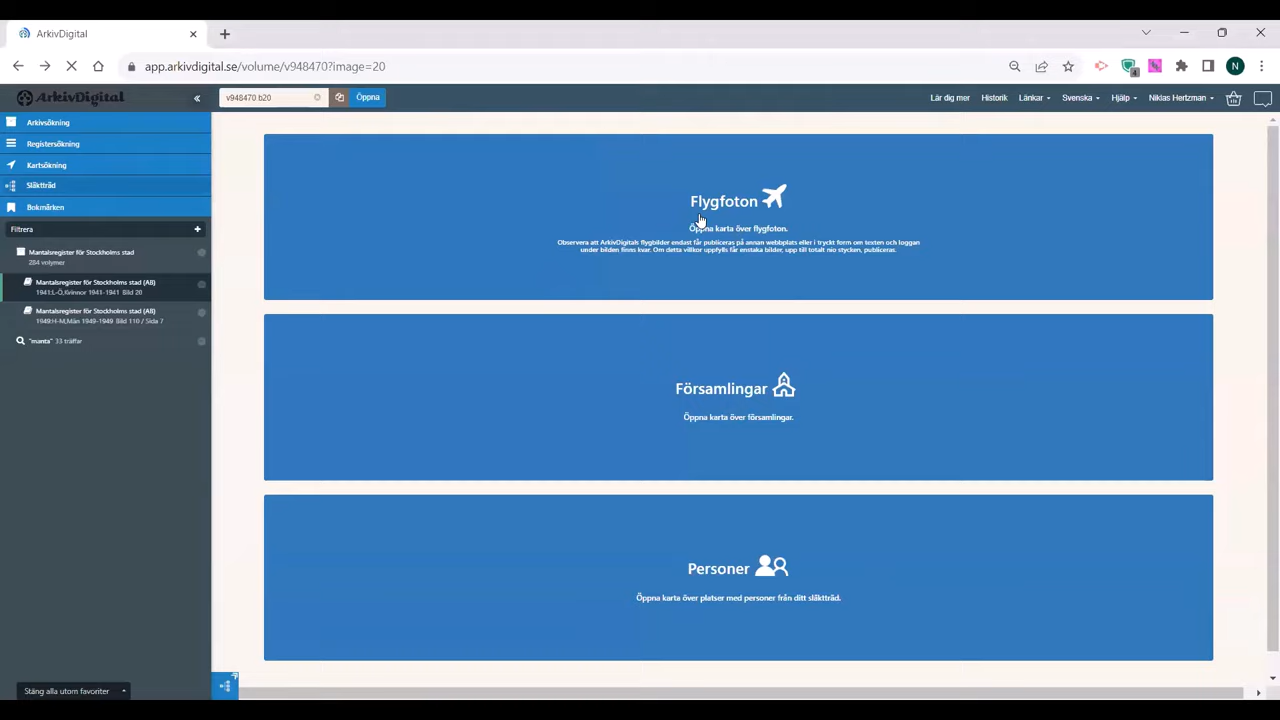 ArkivDigital
app.arkivdigital.se/volume/v948470?image=20
4
N
ArkivDigital
v948470.b20
Öppna
Lär dig mer
Historik
Länkar
Svenska
Hjälp
Niklas Hertzman
Arkivsökning
Registersökning
Kartsökning
Släktträd
Bokmärken
Filtrera
Mantalsregister för Stockholms stad
284 volymer
Mantalsregister för Stockholms stad (AB)
1941:L-Ö,Kvinnor 1941-1941 Bild 20
Mantalsregister för Stockholms stad (AB)
1949:H-M,Män 1949-1949 Bild 110 / Sida 7
"manta" 33 träffar
Stäng alla utom favoriter
Flygfoton
Öppna karta över flygfoton.
Observera att ArkivDigitals flygbilder endast får publiceras på annan webbplats eller i tryckt form om texten och loggan
under bilden finns kvar. Om detta villkor uppfylls får enstaka bilder, upp till totalt nio stycken, publiceras.
Församlingar
Öppna karta över församlingar.
Personer
Öppna karta över platser med personer från ditt släktträd.